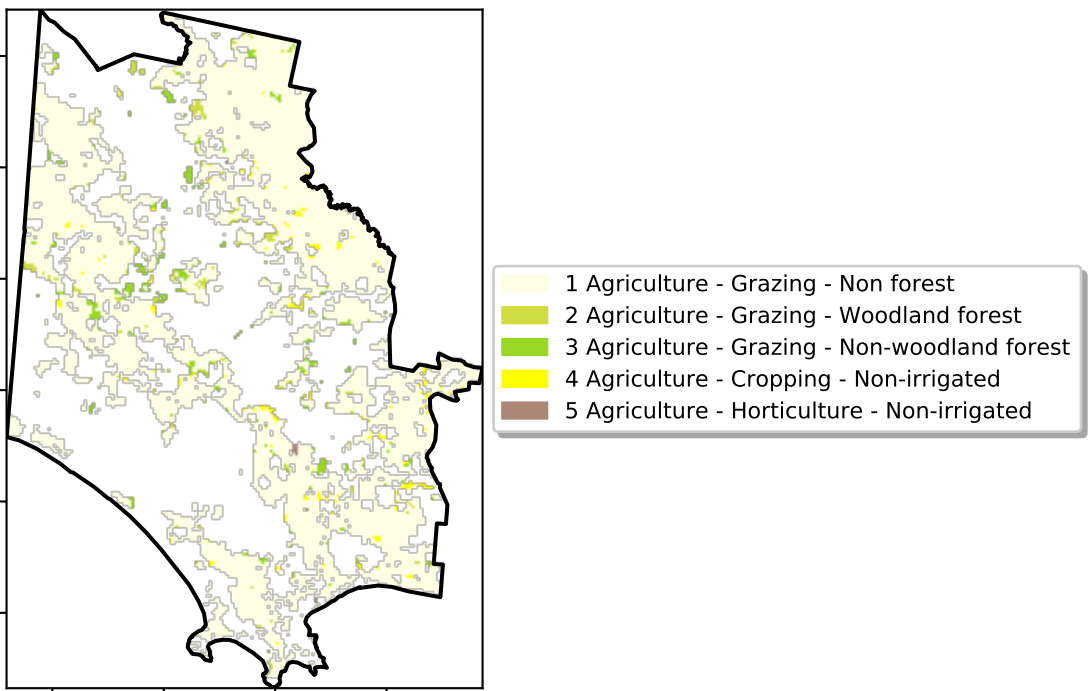 1 Agriculture - Grazing - Non forest
2 Agriculture - Grazing - Woodland forest
3 Agriculture - Grazing - Non-woodland forest
4 Agriculture - Cropping - Non-irrigated
5 Agriculture - Horticulture - Non-irrigated